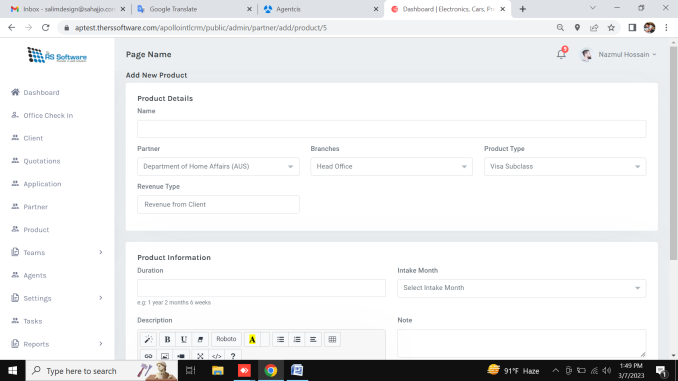 Inbox - salimdesign@sahajjo.con
Google Translate
Agentcis
Dashboard | Electronics, Cars, Pro
aptest.therssoftware.com/apollointlcrm/public/admin/partner/add/product/5
RS Software
Page Name
9
Nazmul Hossain
Add New Product
Dashboard
Office Check In
Client
Quotations
Application
Partner
Product
Teams
Agents
Settings
Tasks
Reports
Product Details
Name
Partner
Branches
Product Type
Department of Home Affairs (AUS)
Head Office
Visa Subclass
Revenue Type
Revenue from Client
Product Information
Duration
Intake Month
Select Intake Month
e.g: 1 year 2 months 6 weeks
Description
Note
B U Roboto A
</> ?
Type here to search
91°F Haze
1:49 PM
3/7/2023